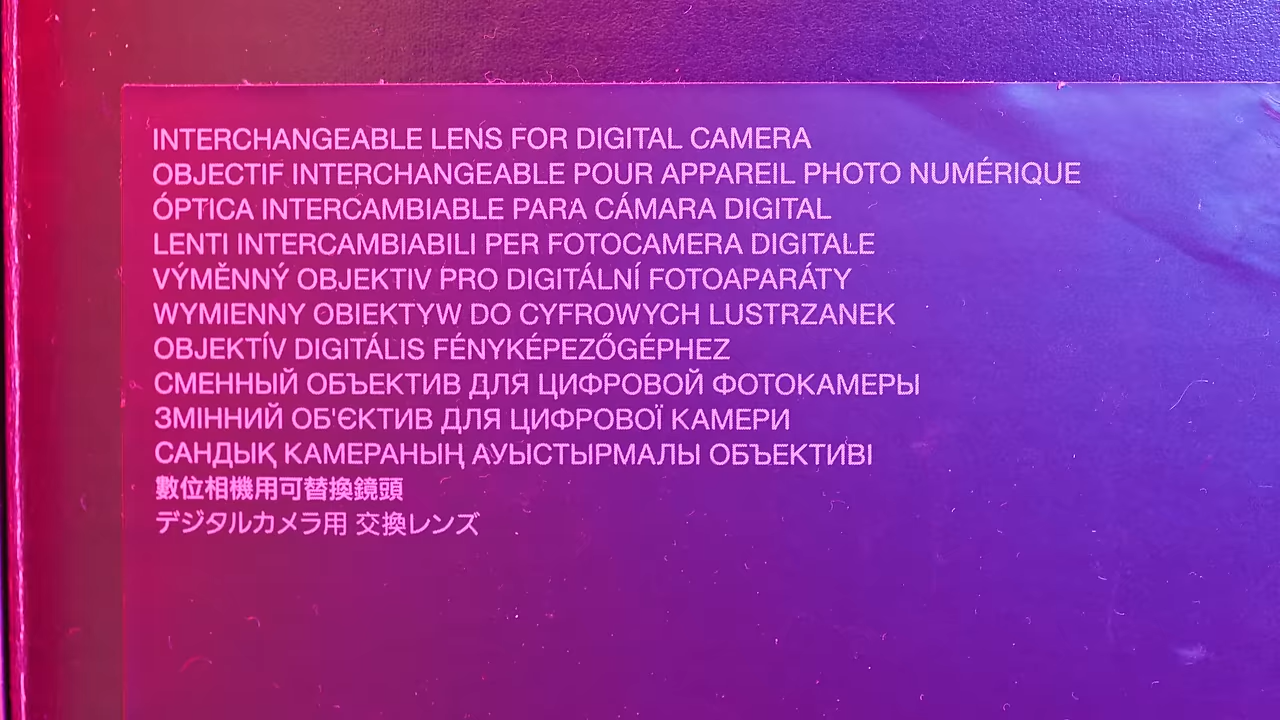 INTERCHANGEABLE LENS FOR DIGITAL CAMERA
OBJECTIF INTERCHANGEABLE POUR APPAREIL PHOTO NUMÉRIQUE
ÓPTICA INTERCAMBIABLE PARA CÁMARA DIGITAL
LENTI INTERCAMBIABILI PER FOTOCAMERA DIGITALE
VÝMĚNNÝ OBJEKTIV PRO DIGITÁLNÍ FOTOAPARÁTY
WYMIENNY OBIEKTYW DO CYFROWYCH LUSTRZANEK
OBJEKTÍV DIGITÁLIS FÉNYKÉPEZŐGÉPHEZ
СМЕННЫЙ ОБЪЕКТИВ ДЛЯ ЦИФРОВОЙ ФОТОКАМЕРЫ
ЗМІННИЙ ОБ'ЄКТИВ ДЛЯ ЦИФРОВОЇ КАМЕРИ
САНДЫҚ КАМЕРАНЫҢ АУЫСТЫРМАЛЫ ОБЪЕКТИВІ
數位相機用可替換鏡頭
デジタルカメラ用 交換レンズ